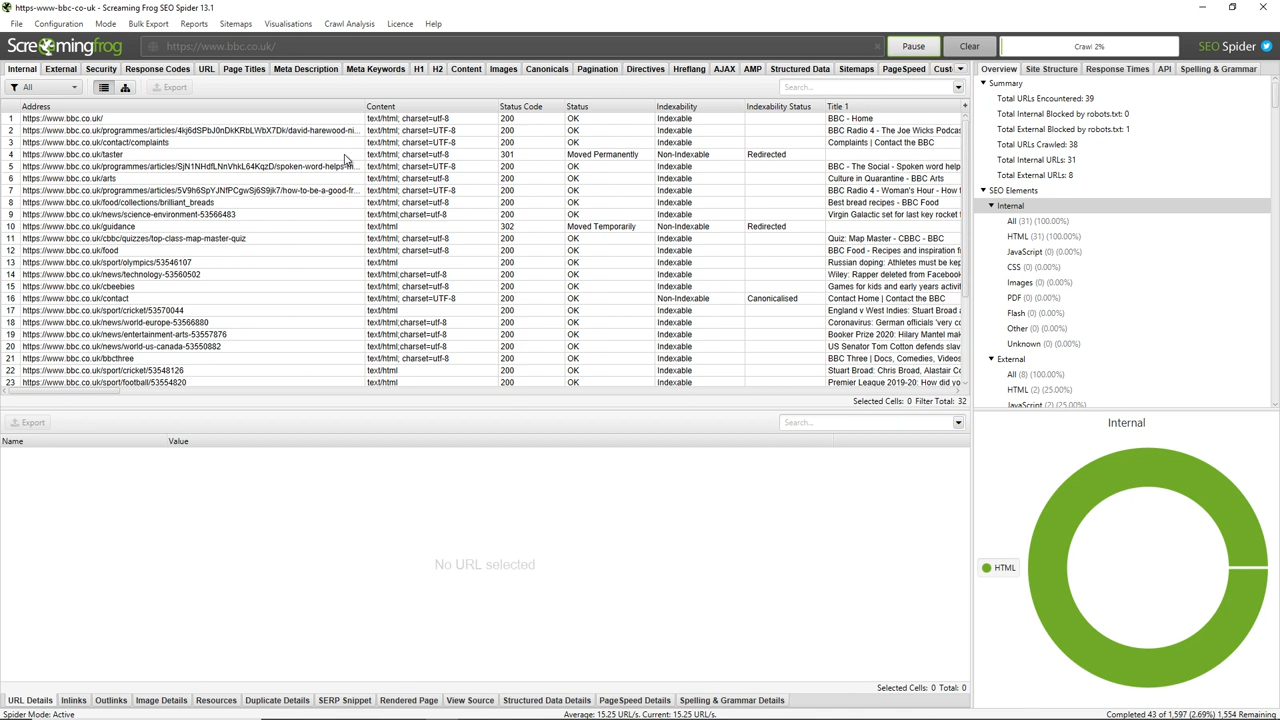 https-www-bbc-co-uk - Screaming Frog SEO Spider 13.1
File Configuration Mode Bulk Export Reports Sitemaps Visualisations Crawl Analysis Licence Help
Screamingfrog https://www.bbc.co.uk/ Pause Clear Crawl 2% SEO Spider
Internal External Security Response Codes URL Page Titles Meta Description Meta Keywords H1 H2 Content Images Canonicals Pagination Directives Hreflang AJAX AMP Structured Data Sitemaps PageSpeed Cust
All Export Search...
Address Content Status Code Status Indexability Indexability Status Title 1
1 https://www.bbc.co.uk/ text/html; charset=utf-8 200 OK Indexable BBC - Home
2 https://www.bbc.co.uk/programmes/articles/4kj6dSPbJ0nDkKRbLWbX7Dk/david-harewood-ni... text/html; charset=UTF-8 200 OK Indexable BBC Radio 4 - The Joe Wicks Podcas
3 https://www.bbc.co.uk/contact/complaints text/html; charset=UTF-8 200 OK Indexable Complaints | Contact the BBC
4 https://www.bbc.co.uk/taster text/html; charset=utf-8 301 Moved Permanently Non-Indexable Redirected
5 https://www.bbc.co.uk/programmes/articles/SjN1NHdfLNnVhkL64KqzD/spoken-word-helps- text/html; charset=UTF-8 200 OK Indexable BBC - The Social - Spoken word help
6 https://www.bbc.co.uk/arts text/html; charset=utf-8 200 OK Indexable Culture in Quarantine - BBC Arts
7 https://www.bbc.co.uk/programmes/articles/5V9h6SpYJNfPCgwSj6S9jk7/how-to-be-a-good-fr... text/html; charset=UTF-8 200 OK Indexable BBC Radio 4 - Woman's Hour - How
8 https://www.bbc.co.uk/food/collections/brilliant_breads text/html; charset=utf-8 200 OK Indexable Best bread recipes - BBC Food
9 https://www.bbc.co.uk/news/science-environment-53566483 text/html;charset=utf-8 200 OK Indexable Virgin Galactic set for last key rocket
10 https://www.bbc.co.uk/guidance text/html 302 Moved Temporarily Non-Indexable Redirected
11 https://www.bbc.co.uk/cbbc/quizzes/top-class-map-master-quiz text/html; charset=utf-8 200 OK Indexable Quiz: Map Master - CBBC - BBC
12 https://www.bbc.co.uk/food text/html; charset=utf-8 200 OK Indexable BBC Food - Recipes and inspiration f
13 https://www.bbc.co.uk/sport/olympics/53546107 text/html 200 OK Indexable Russian doping: Athletes must be kep
14 https://www.bbc.co.uk/news/technology-53560502 text/html;charset=utf-8 200 OK Indexable Wiley: Rapper deleted from Facebook
15 https://www.bbc.co.uk/cbeebies text/html; charset=utf-8 200 OK Indexable Games for kids and early years activi
16 https://www.bbc.co.uk/contact text/html; charset=UTF-8 200 OK Non-Indexable Canonicalised Contact Home | Contact the BBC
17 https://www.bbc.co.uk/sport/cricket/53570044 text/html 200 OK Indexable England v West Indies: Stuart Broad
18 https://www.bbc.co.uk/news/world-europe-53566880 text/html;charset=utf-8 200 OK Indexable Coronavirus: German officials 'very c
19 https://www.bbc.co.uk/news/entertainment-arts-53557876 text/html;charset=utf-8 200 OK Indexable Booker Prize 2020: Hilary Mantel mak
20 https://www.bbc.co.uk/news/world-us-canada-53550882 text/html;charset=utf-8 200 OK Indexable US Senator Tom Cotton defends slav
21 https://www.bbc.co.uk/bbcthree text/html; charset=utf-8 200 OK Indexable BBC Three | Docs, Comedies, Videos
22 https://www.bbc.co.uk/sport/cricket/53548126 text/html 200 OK Indexable Stuart Broad: Chris Broad, Alastair Co
23 https://www.bbc.co.uk/sport/football/53554820 text/html 200 OK Indexable Premier League 2019-20: How did yo
Selected Cells: 0 Filter Total: 32
Export Search...
Name Value
No URL selected
Selected Cells: 0 Total: 0
URL Details Inlinks Outlinks Image Details Resources Duplicate Details SERP Snippet Rendered Page View Source Structured Data Details PageSpeed Details Spelling & Grammar Details
Overview Site Structure Response Times API Spelling & Grammar
Summary
Total URLs Encountered: 39
Total Internal Blocked by robots.txt: 0
Total External Blocked by robots.txt: 1
Total URLs Crawled: 38
Total Internal URLs: 31
Total External URLs: 8
SEO Elements
Internal
All (31) (100.00%)
HTML (31) (100.00%)
JavaScript (0) (0.00%)
CSS (0) (0.00%)
Images (0) (0.00%)
PDF (0) (0.00%)
Flash (0) (0.00%)
Other (0) (0.00%)
Unknown (0) (0.00%)
External
All (8) (100.00%)
HTML (2) (25.00%)
JavaScript (2) (25.00%)
Internal
HTML
Spider Mode: Active Average: 15.25 URL/s. Current: 15.25 URL/s. Completed 43 of 1,597 (2.69%) 1,554 Remaining